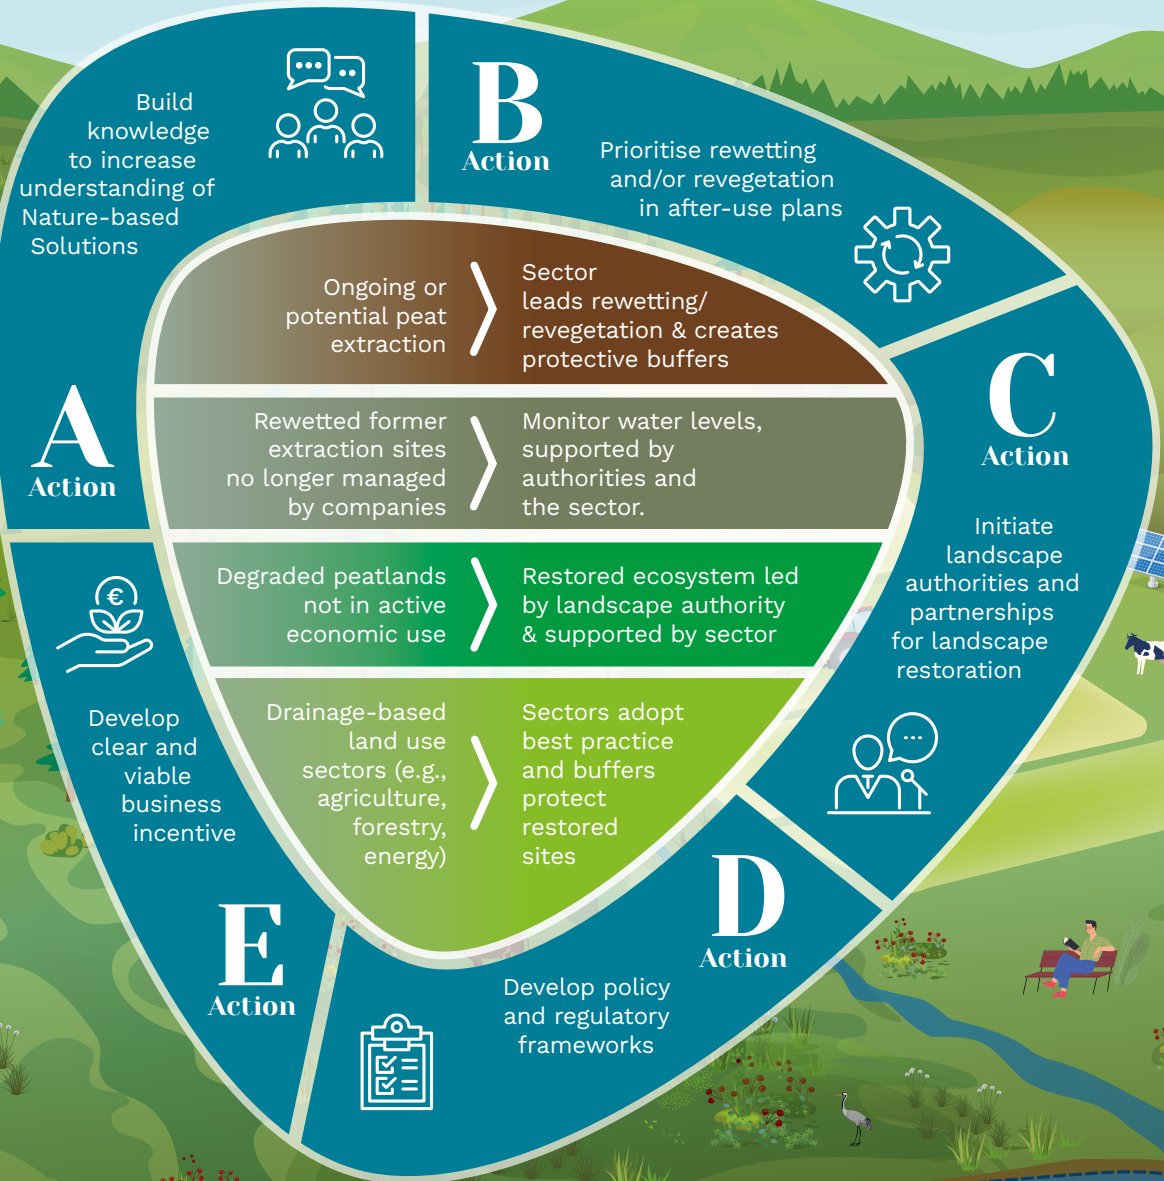 Build
knowledge
to increase
understanding of
Nature-based
Solutions
A
Action
B
Action
Prioritise rewetting
and/or revegetation
in after-use plans
C
Action
Initiate
landscape
authorities and
partnerships
for landscape
restoration
D
Action
Develop policy
and regulatory
frameworks
€
Develop
clear and
viable
business
incentive
E
Action
Ongoing or
potential peat
extraction
Sector
leads rewetting/
revegetation & creates
protective buffers
Rewetted former
extraction sites
no longer managed
by companies
Monitor water levels,
supported by
authorities and
the sector.
Degraded peatlands
not in active
economic use
Restored ecosystem led
by landscape authority
& supported by sector
Drainage-based
land use
sectors (e.g.,
agriculture,
forestry,
energy)
Sectors adopt
best practice
and buffers
protect
restored
sites